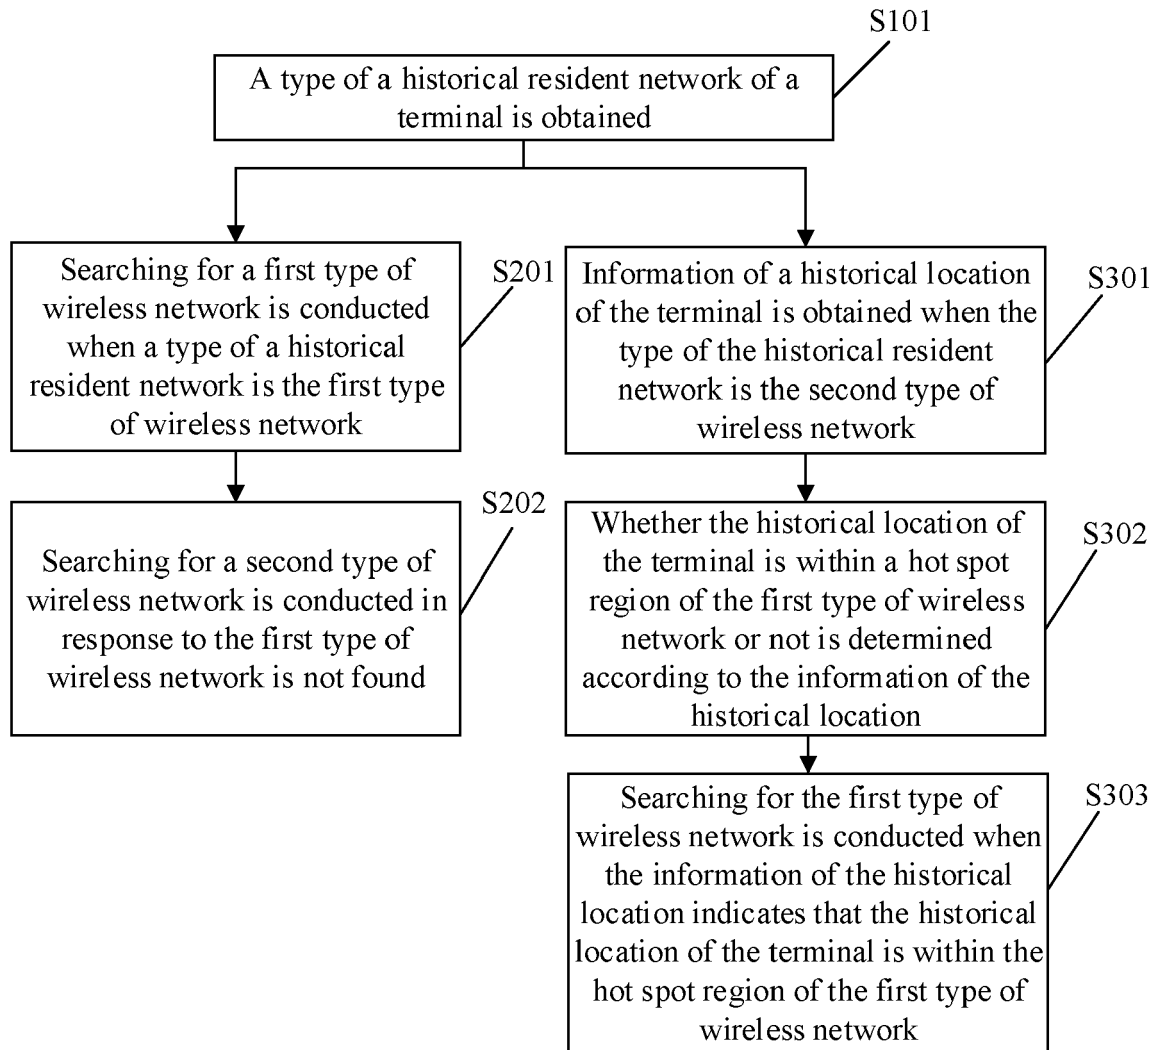 S101
A type of a historical resident network of a
terminal is obtained
Searching for a first type of
wireless network is conducted
when a type of a historical
resident network is the first type
of wireless network
S201
Searching for a second type of
wireless network is conducted in
response to the first type of
wireless network is not found
S202
Information of a historical location
of the terminal is obtained when the
type of the historical resident
network is the second type of
wireless network
S301
Whether the historical location of
the terminal is within a hot spot
region of the first type of wireless
network or not is determined
according to the information of the
historical location
S302
Searching for the first type of
wireless network is conducted when
the information of the historical
location indicates that the historical
location of the terminal is within the
hot spot region of the first type of
wireless network
S303